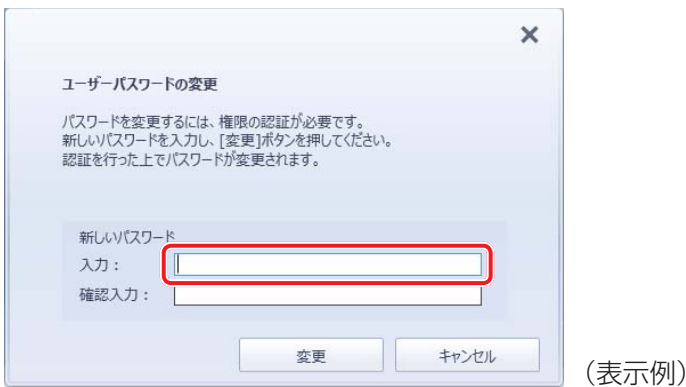 ユーザーパスワードの変更
パスワードを変更するには、権限の認証が必要です。
新しいパスワードを入力し、[変更]ボタンを押してください。
認証を行った上でパスワードが変更されます。
新しいパスワード
入力：
確認入力：
変更 キャンセル
（表示例）